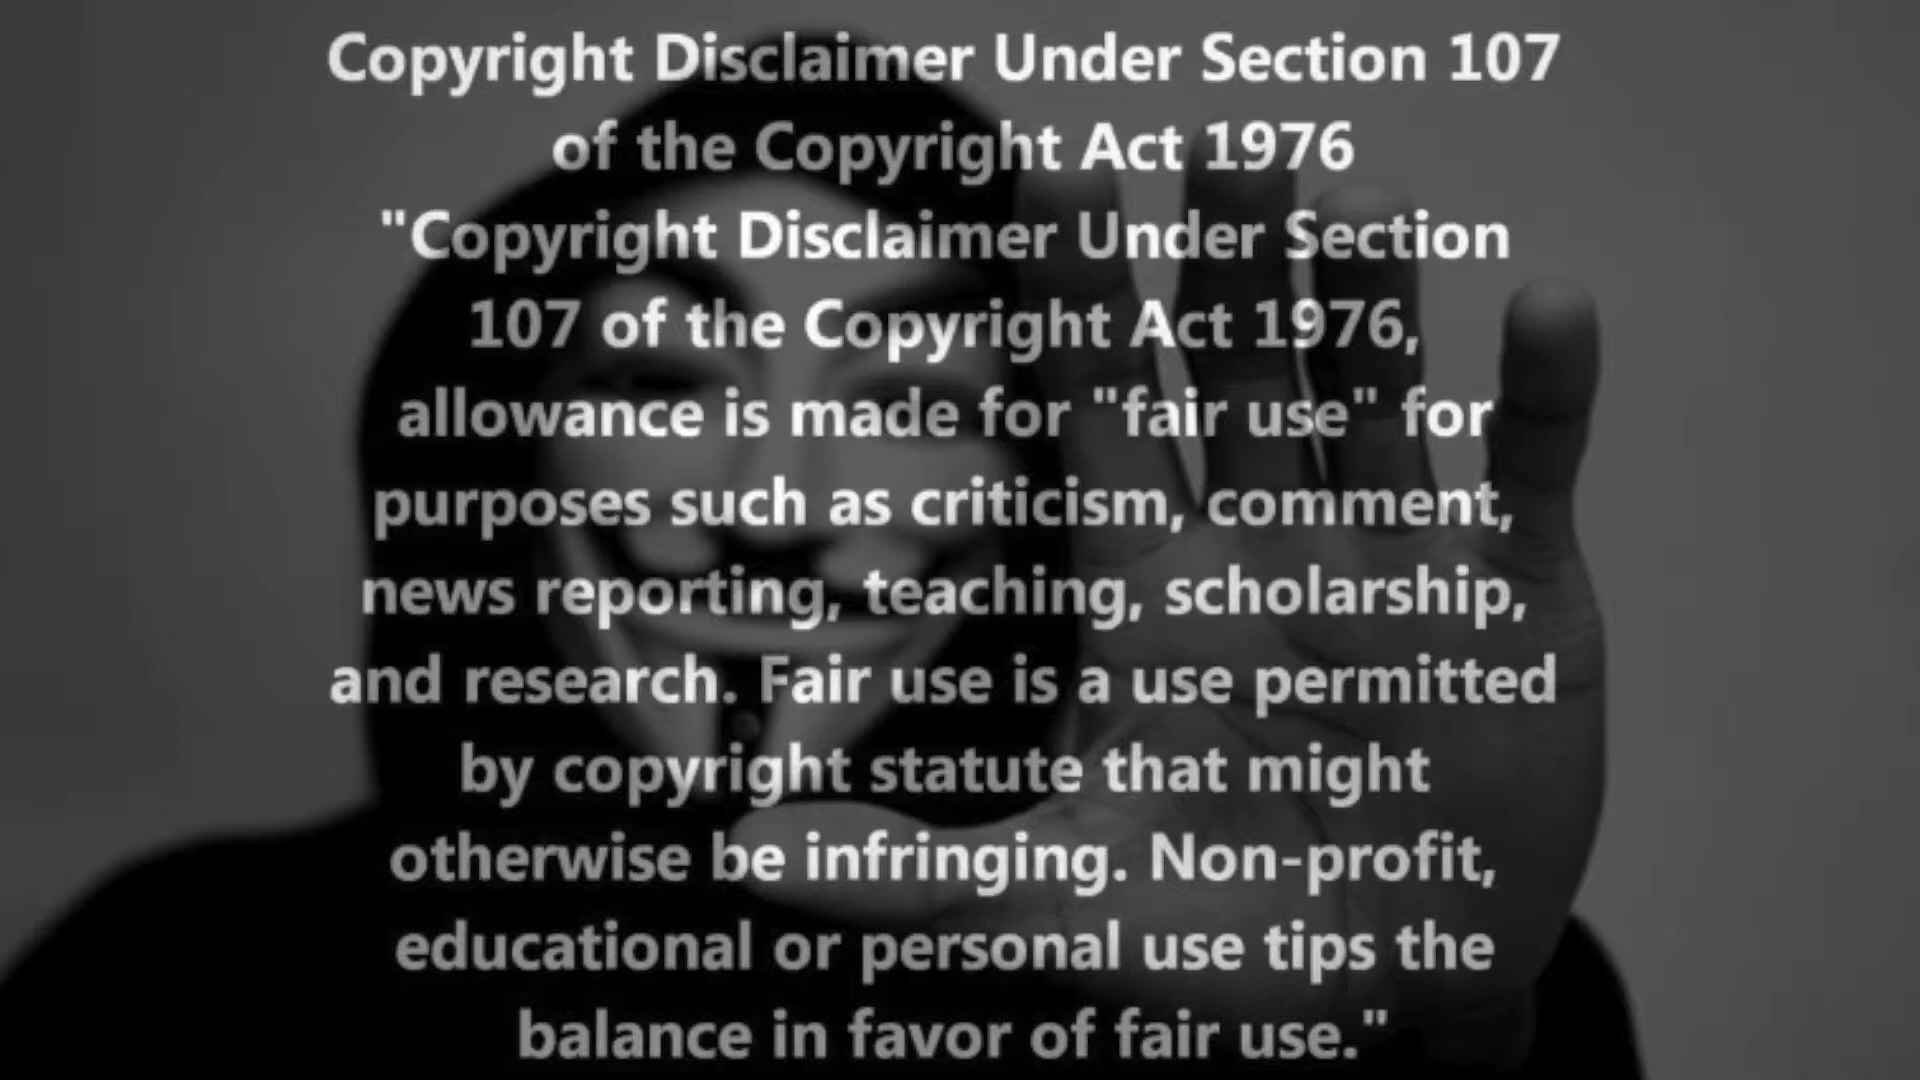 Copyright Disclaimer Under Section 107
of the Copyright Act 1976
"Copyright Disclaimer Under Section
107 of the Copyright Act 1976,
allowance is made for "fair use" for
purposes such as criticism, comment,
news reporting, teaching, scholarship,
and research. Fair use is a use permitted
by copyright statute that might
otherwise be infringing. Non-profit,
educational or personal use tips the
balance in favor of fair use."